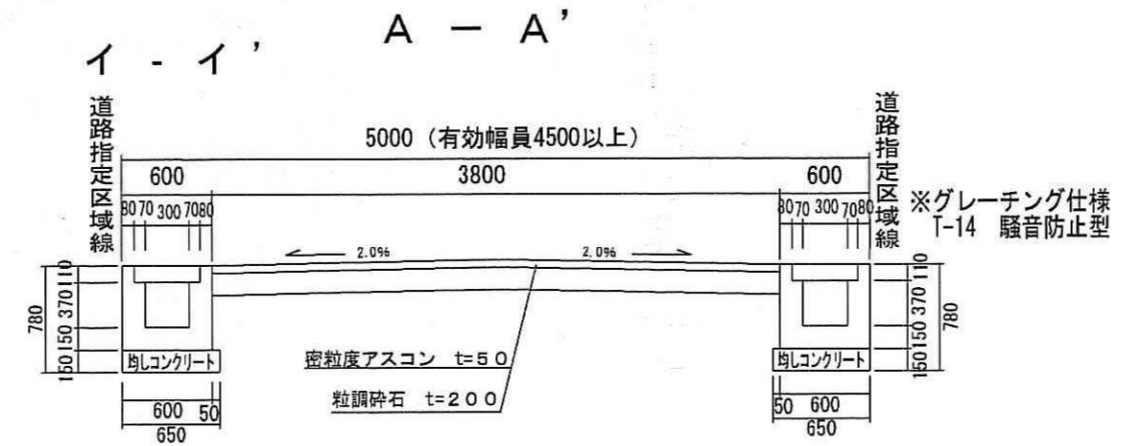 A － A’
イ - イ ’
道路指定区域線
道路指定区域線
5000（有効幅員4500以上）
600
3800
600
80 70 300 70 80
80 70 300 70 80
※グレーチング仕様
T-14 騒音防止型
2.0%
2.0%
110
370
150
150
780
110
370
150
150
780
均しコンクリート
均しコンクリート
密粒度アスコン t=50
粒調砕石 t=200
600 50
650
50 600
650